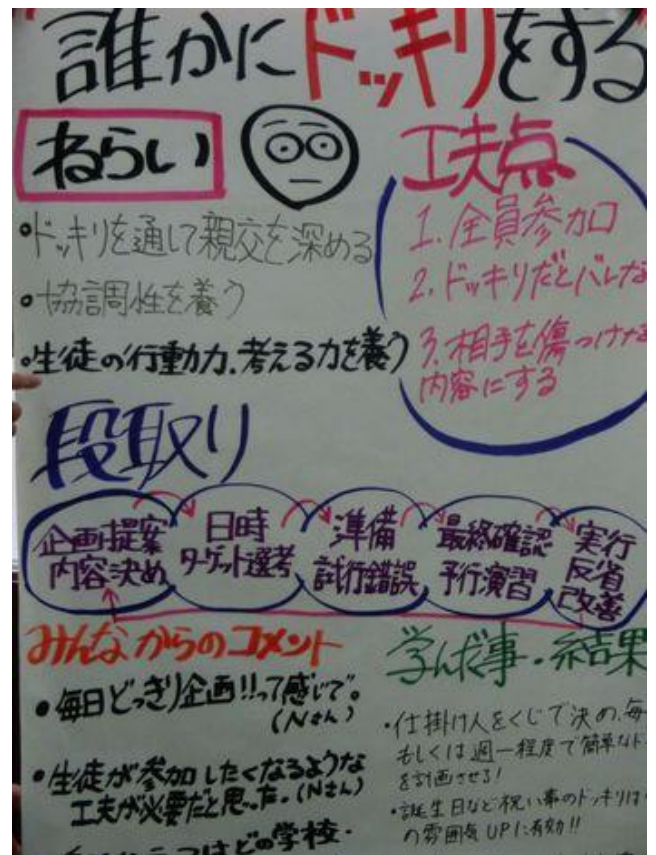 "誰かにドッキリをする
ねらい
・ドッキリを通して親交を深める
・協調性を養う
・生徒の行動力、考える力を養う
工夫点
1. 全員参加
2. ドッキリだとバレな
3. 相手を傷つけな
内容にする
段取り
企画提案
内容決め
日時
ターゲット選考
準備
試行錯誤
最終確認
予行演習
実行
反省
改善
みんなからのコメント
・毎日どっきり企画!!って感じで。
(Nさん)
・生徒が参加したくなるような
工夫が必要だと思った。(Nさん)
はどの学校・
学んだ事・結果
・仕掛け人をくじで決め、毎
もしくは週一程度で簡単なド
を計画させる!
・誕生日など祝い事のドッキリは
の雰囲気UPに有効!!